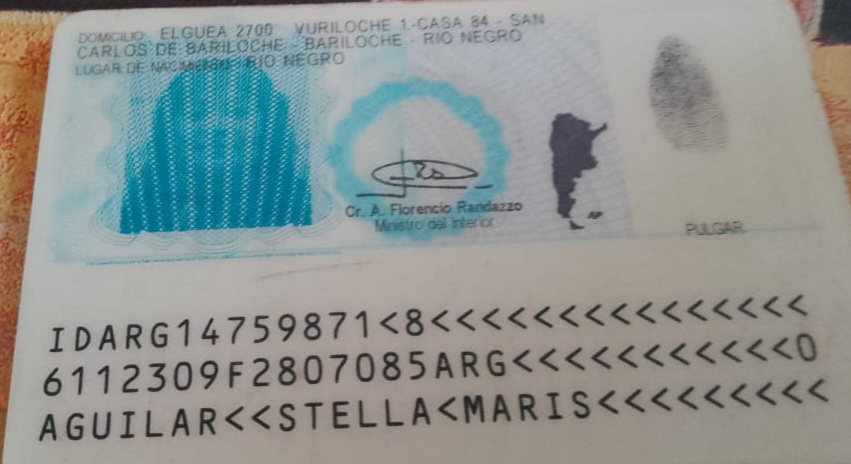 DOMICILIO: ELGUEA 2700 VURILOCHE 1-CASA 84 - SAN
CARLOS DE BARILOCHE - BARILOCHE - RIO NEGRO
LUGAR DE NACIMIENTO: RIO NEGRO
Cr. A. Florencio Randazzo
Ministro del Interior
PULGAR
IDARG14759871<8<<<<<<<<<<<<<<<
6112309F2807085ARG<<<<<<<<<<<0
AGUILAR<<STELLA<MARIS<<<<<<<<<